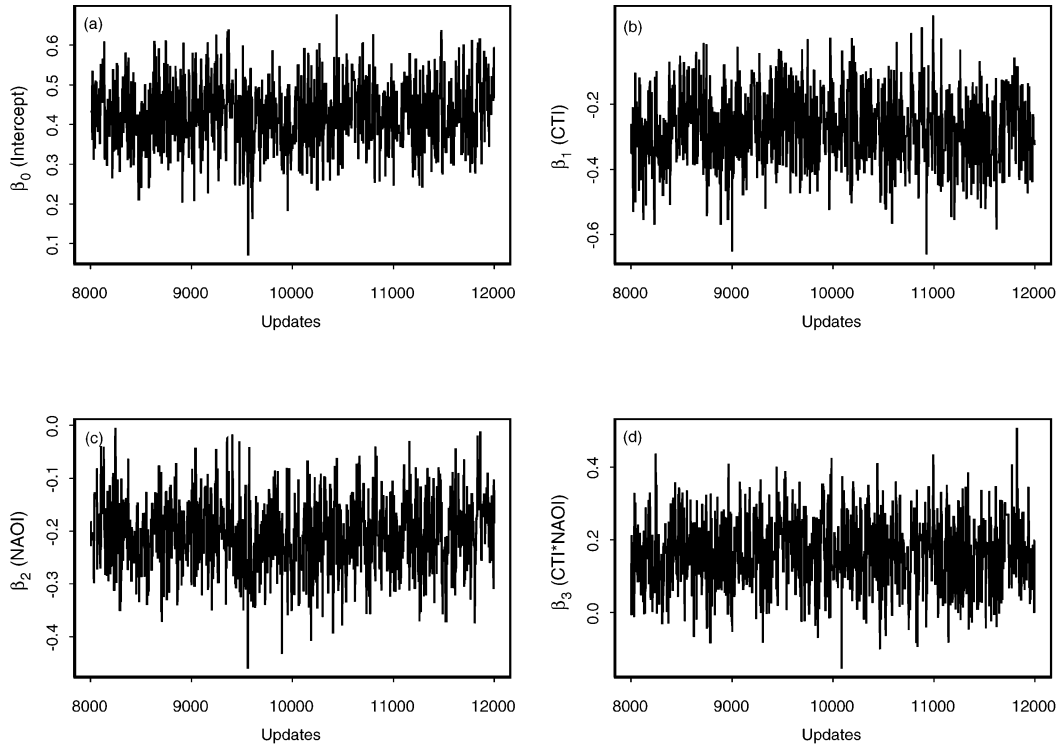 (a)
β0 (Intercept)
0.6
0.5
0.4
0.3
0.2
0.1
8000 9000 10000 11000 12000
Updates
(b)
β1 (CTI)
-0.2
-0.4
-0.6
8000 9000 10000 11000 12000
Updates
(c)
β2 (NAOI)
0.0
-0.1
-0.2
-0.3
-0.4
8000 9000 10000 11000 12000
Updates
(d)
β3 (CTI*NAOI)
0.4
0.2
0.0
8000 9000 10000 11000 12000
Updates